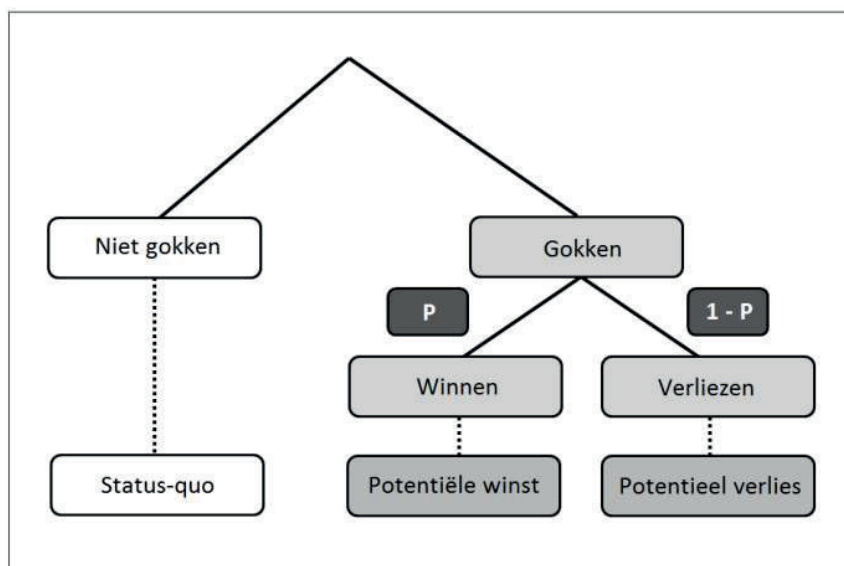 Niet gokken
Gokken
P
1 - P
Winnen
Verliezen
Status-quo
Potentiële winst
Potentieel verlies